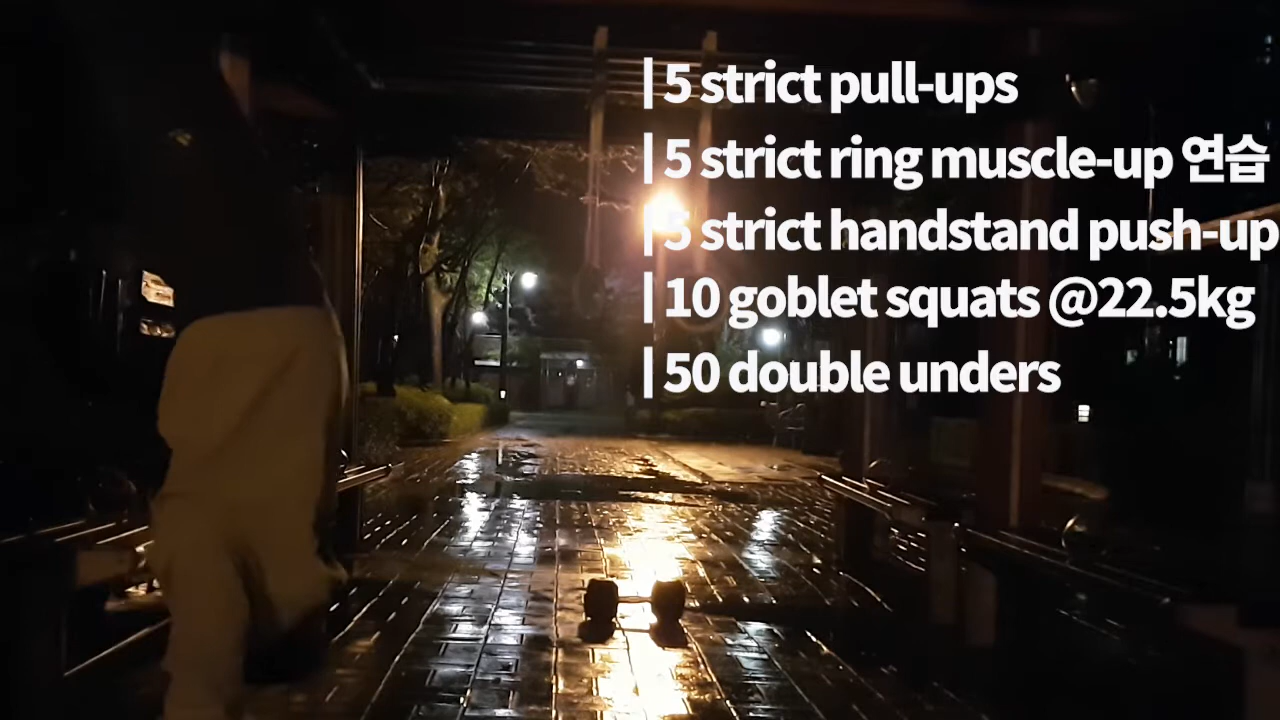 | 5 strict pull-ups
| 5 strict ring muscle-up 연습
| 5 strict handstand push-up
| 10 goblet squats @22.5kg
| 50 double unders